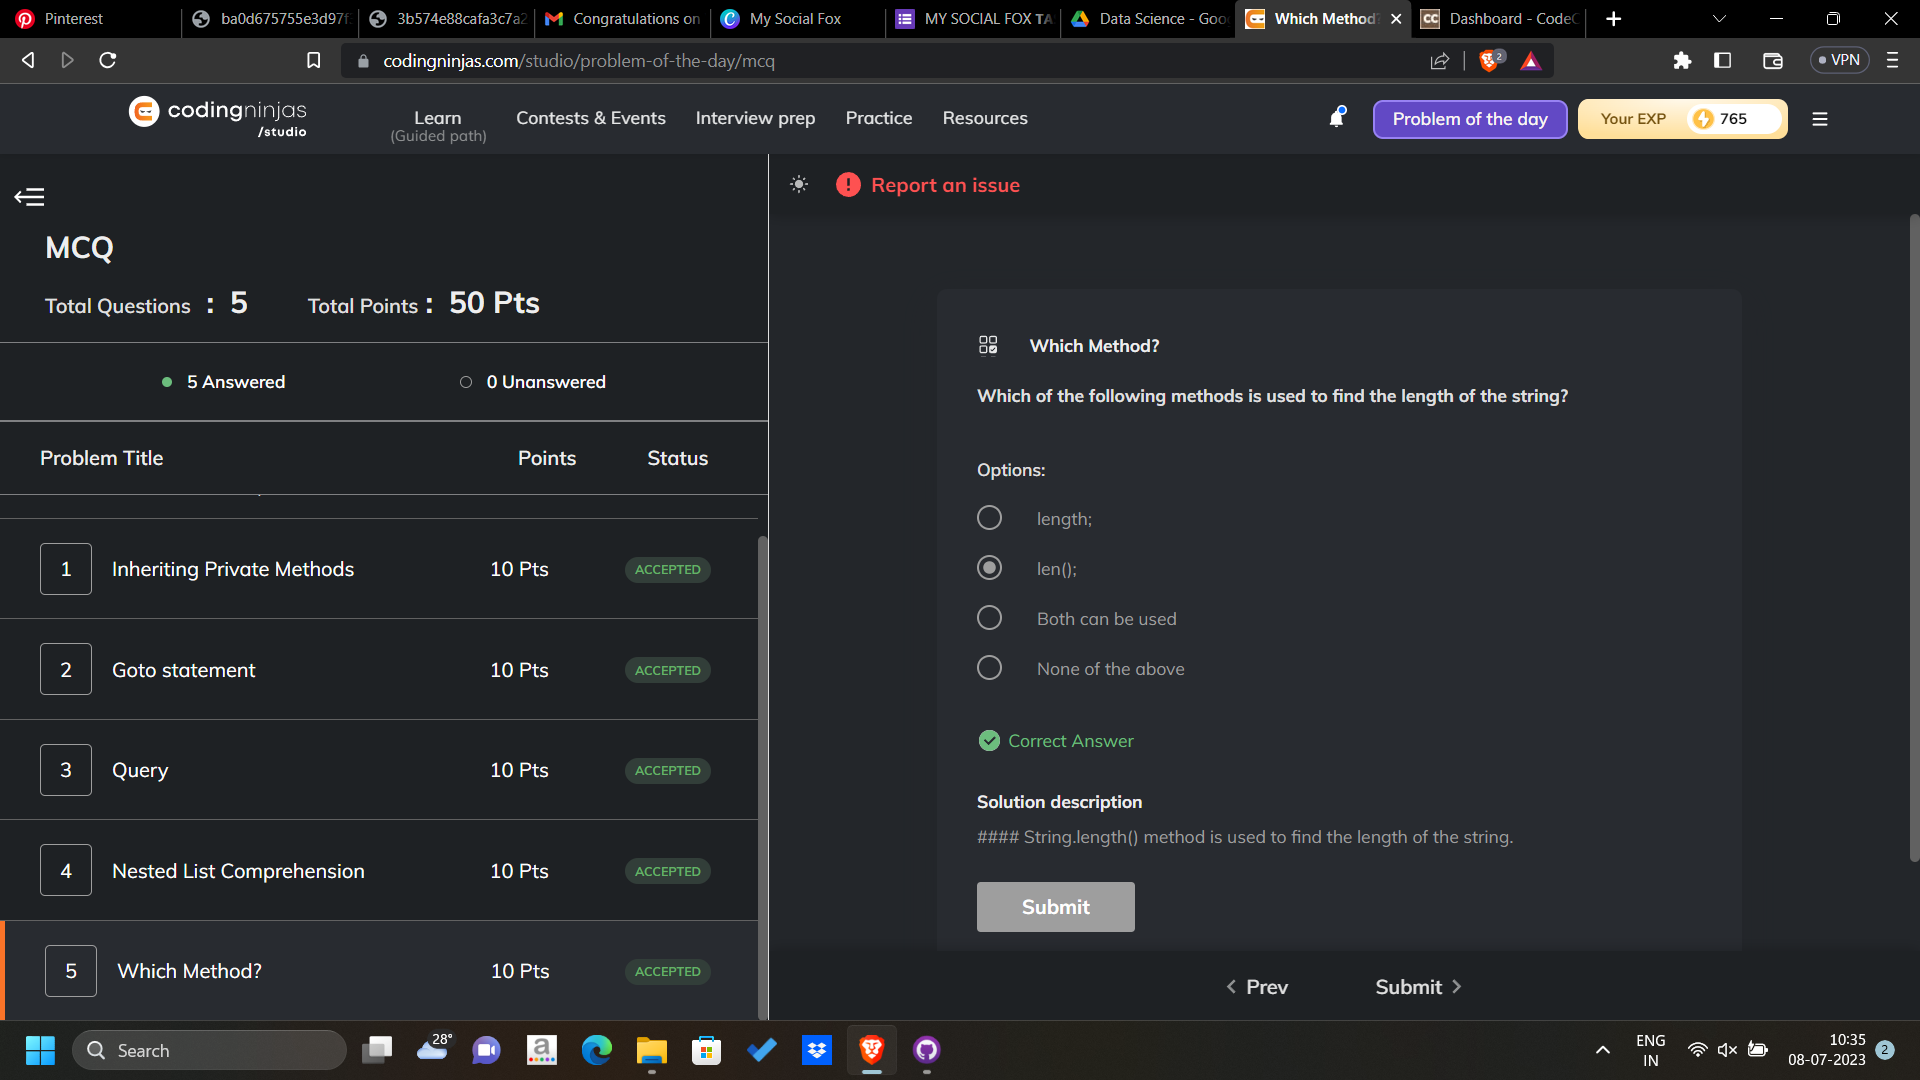 Pinterest
ba0d675755e3d97f
3b574e88cafa3c7a2
Congratulations on
My Social Fox
MY SOCIAL FOX TA
Data Science - Goo
Which Method?
CC
Dashboard - CodeC
codingninjas.com/studio/problem-of-the-day/mcq
2
VPN
codingninjas
/studio
Learn
(Guided path)
Contests & Events
Interview prep
Practice
Resources
Problem of the day
Your EXP
765
MCQ
Total Questions : 5
Total Points : 50 Pts
5 Answered
0 Unanswered
Problem Title
Points
Status
1
Inheriting Private Methods
10 Pts
ACCEPTED
2
Goto statement
10 Pts
ACCEPTED
3
Query
10 Pts
ACCEPTED
4
Nested List Comprehension
10 Pts
ACCEPTED
5
Which Method?
10 Pts
ACCEPTED
Report an issue
Which Method?
Which of the following methods is used to find the length of the string?
Options:
length;
len();
Both can be used
None of the above
Correct Answer
Solution description
#### String.length() method is used to find the length of the string.
Submit
Prev
Submit
Search
28°
a
ENG
IN
10:35
08-07-2023
2